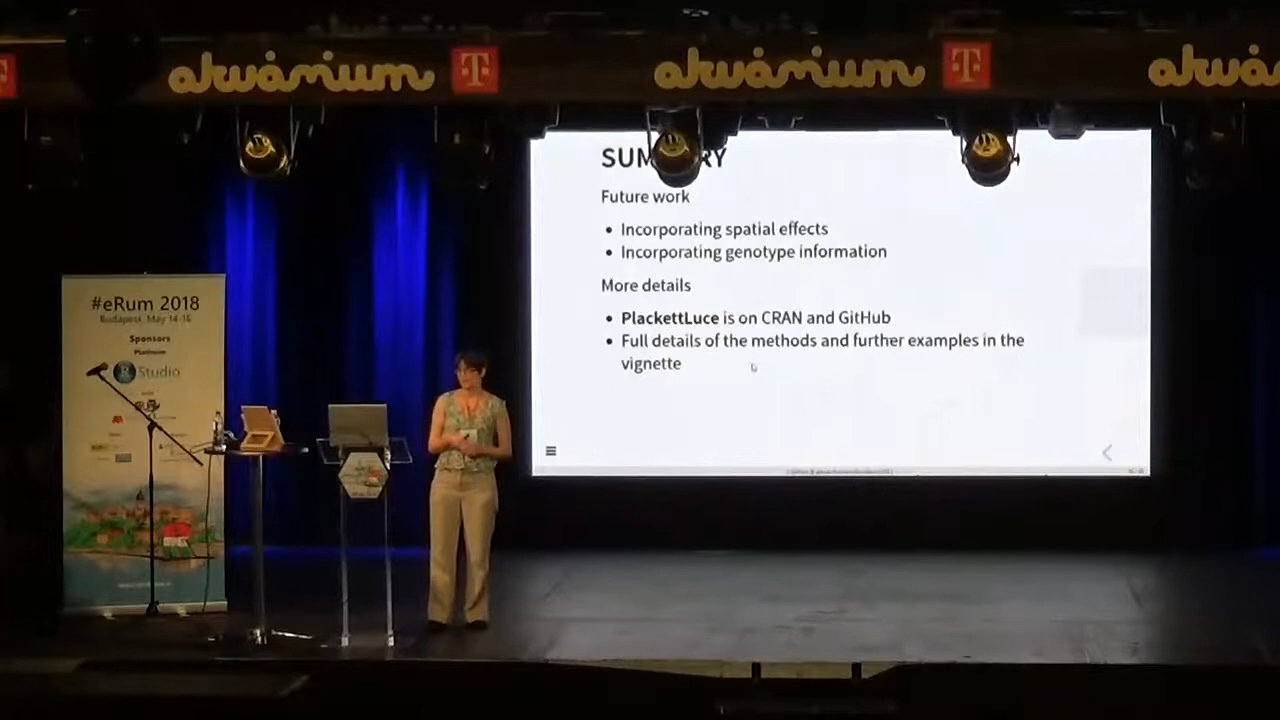 akvárium
T
akvárium
T
akvá
SUM RY
Future work
• Incorporating spatial effects
• Incorporating genotype information
More details
• PlackettLuce is on CRAN and GitHub
• Full details of the methods and further examples in the
vignette
#eRum 2018
Budapest, May 14-16
Sponsors
Platinum
R Studio